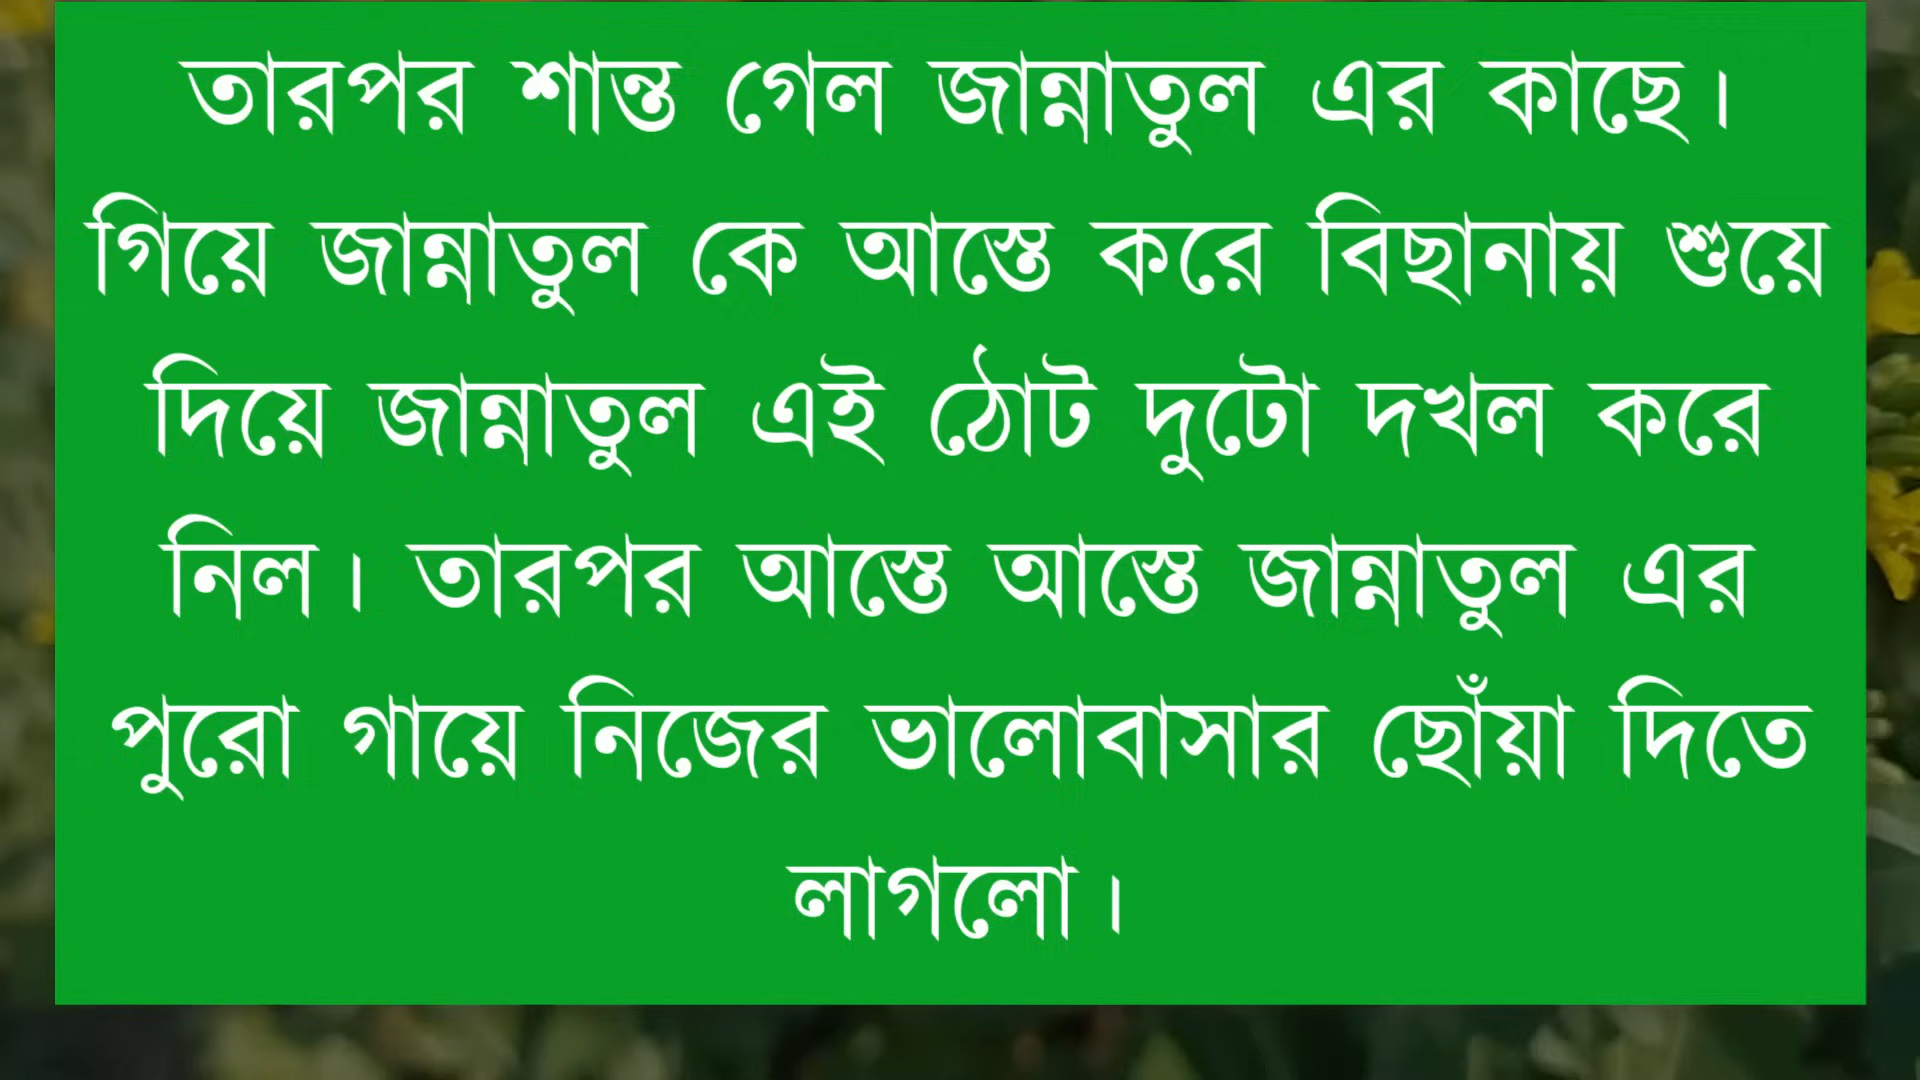 তারপর শান্ত গেল জান্নাতুল এর কাছে।
গিয়ে জান্নাতুল কে আস্তে করে বিছানায় শুয়ে
দিয়ে জান্নাতুল এই ঠোট দুটো দখল করে
নিল। তারপর আস্তে আস্তে জান্নাতুল এর
পুরো গায়ে নিজের ভালোবাসার ছোঁয়া দিতে
লাগলো।